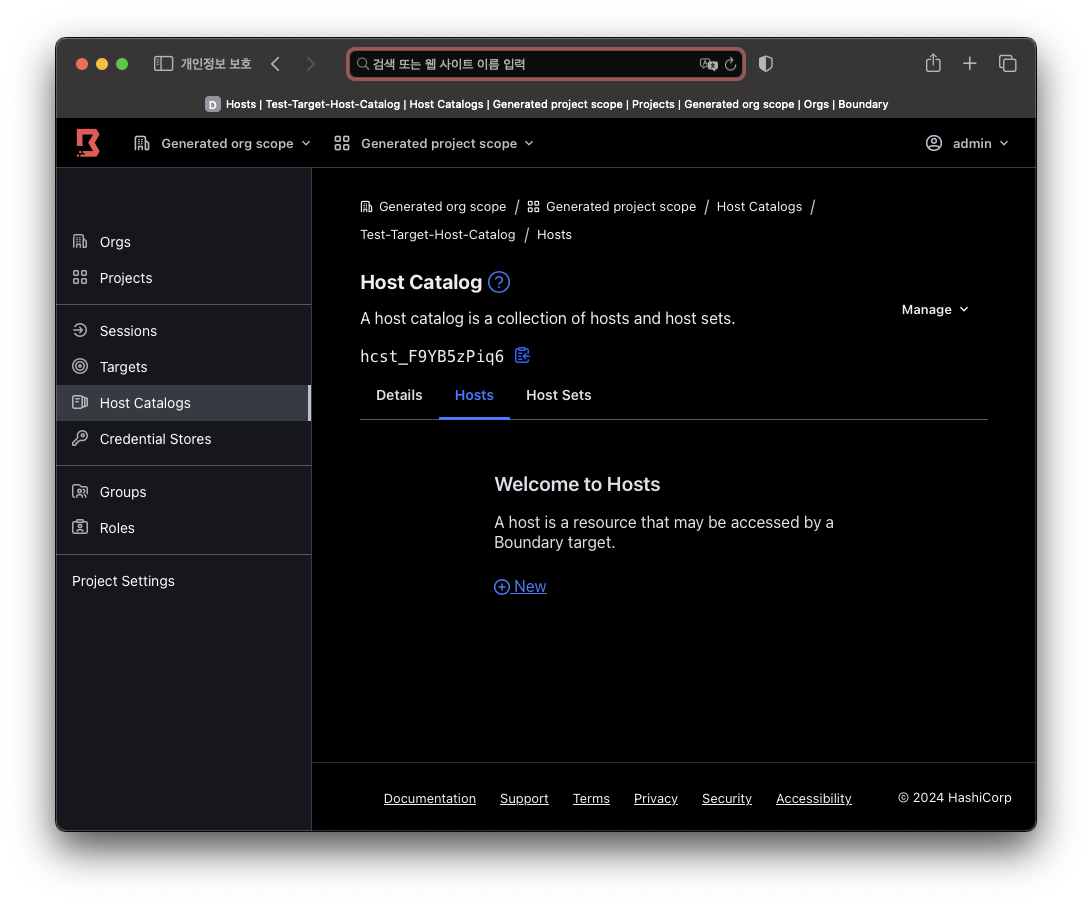 개인정보 보호
검색 또는 웹 사이트 이름 입력
D Hosts | Test-Target-Host-Catalog | Host Catalogs | Generated project scope | Projects | Generated org scope | Orgs | Boundary
Generated org scope Generated project scope admin
Orgs
Projects
Sessions
Targets
Host Catalogs
Credential Stores
Groups
Roles
Project Settings
Generated org scope / Generated project scope / Host Catalogs /
Test-Target-Host-Catalog / Hosts
Host Catalog ?
A host catalog is a collection of hosts and host sets.
Manage
hcst_F9YB5zPiq6
Details Hosts Host Sets
Welcome to Hosts
A host is a resource that may be accessed by a
Boundary target.
New
Documentation Support Terms Privacy Security Accessibility © 2024 HashiCorp